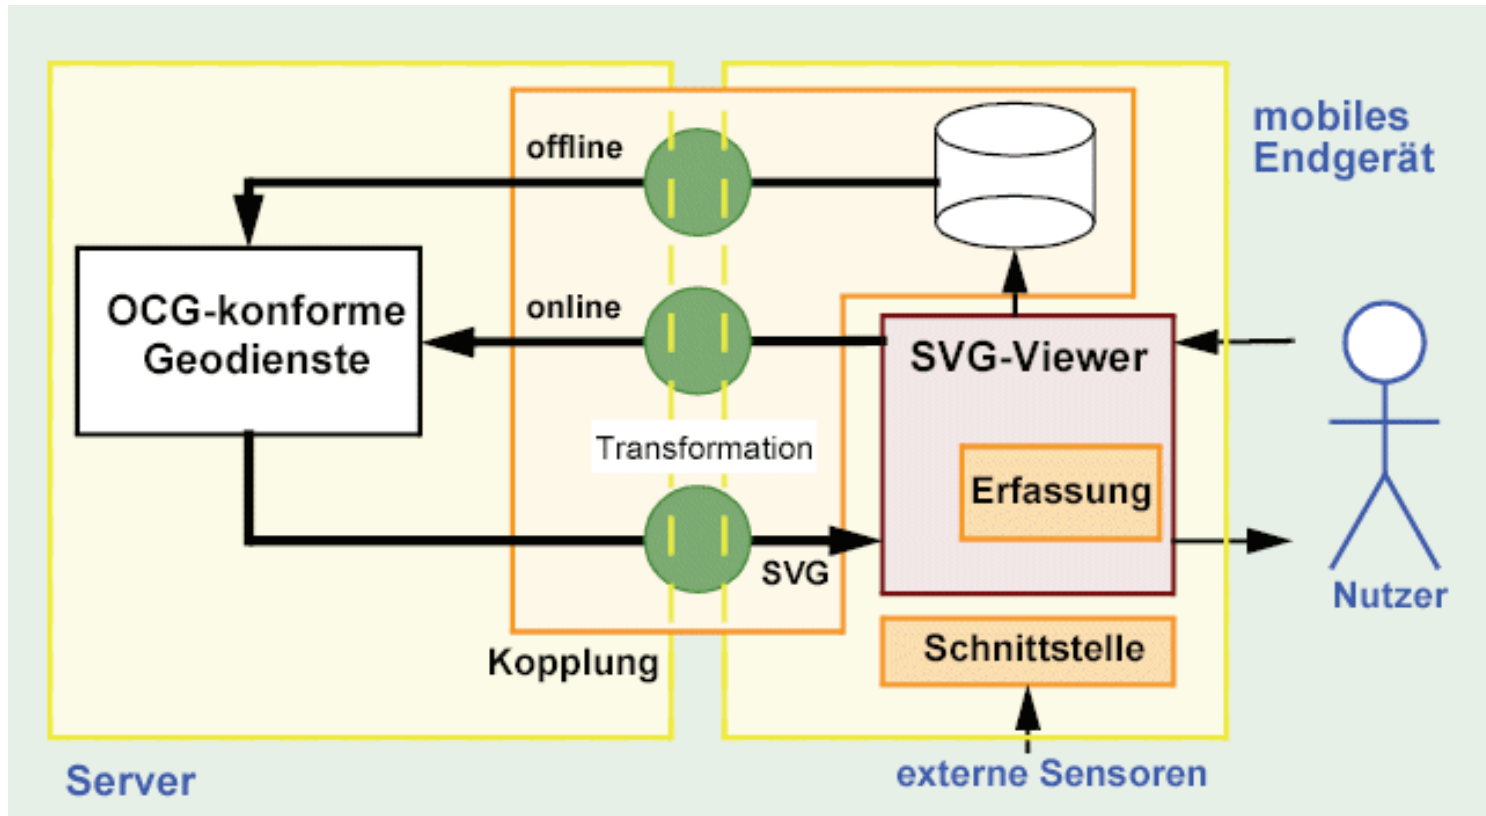 mobiles
Endgerät
offline
OCG-konforme
Geodienste
online
SVG-Viewer
Transformation
Erfassung
SVG
Nutzer
Schnittstelle
Kopplung
externe Sensoren
Server